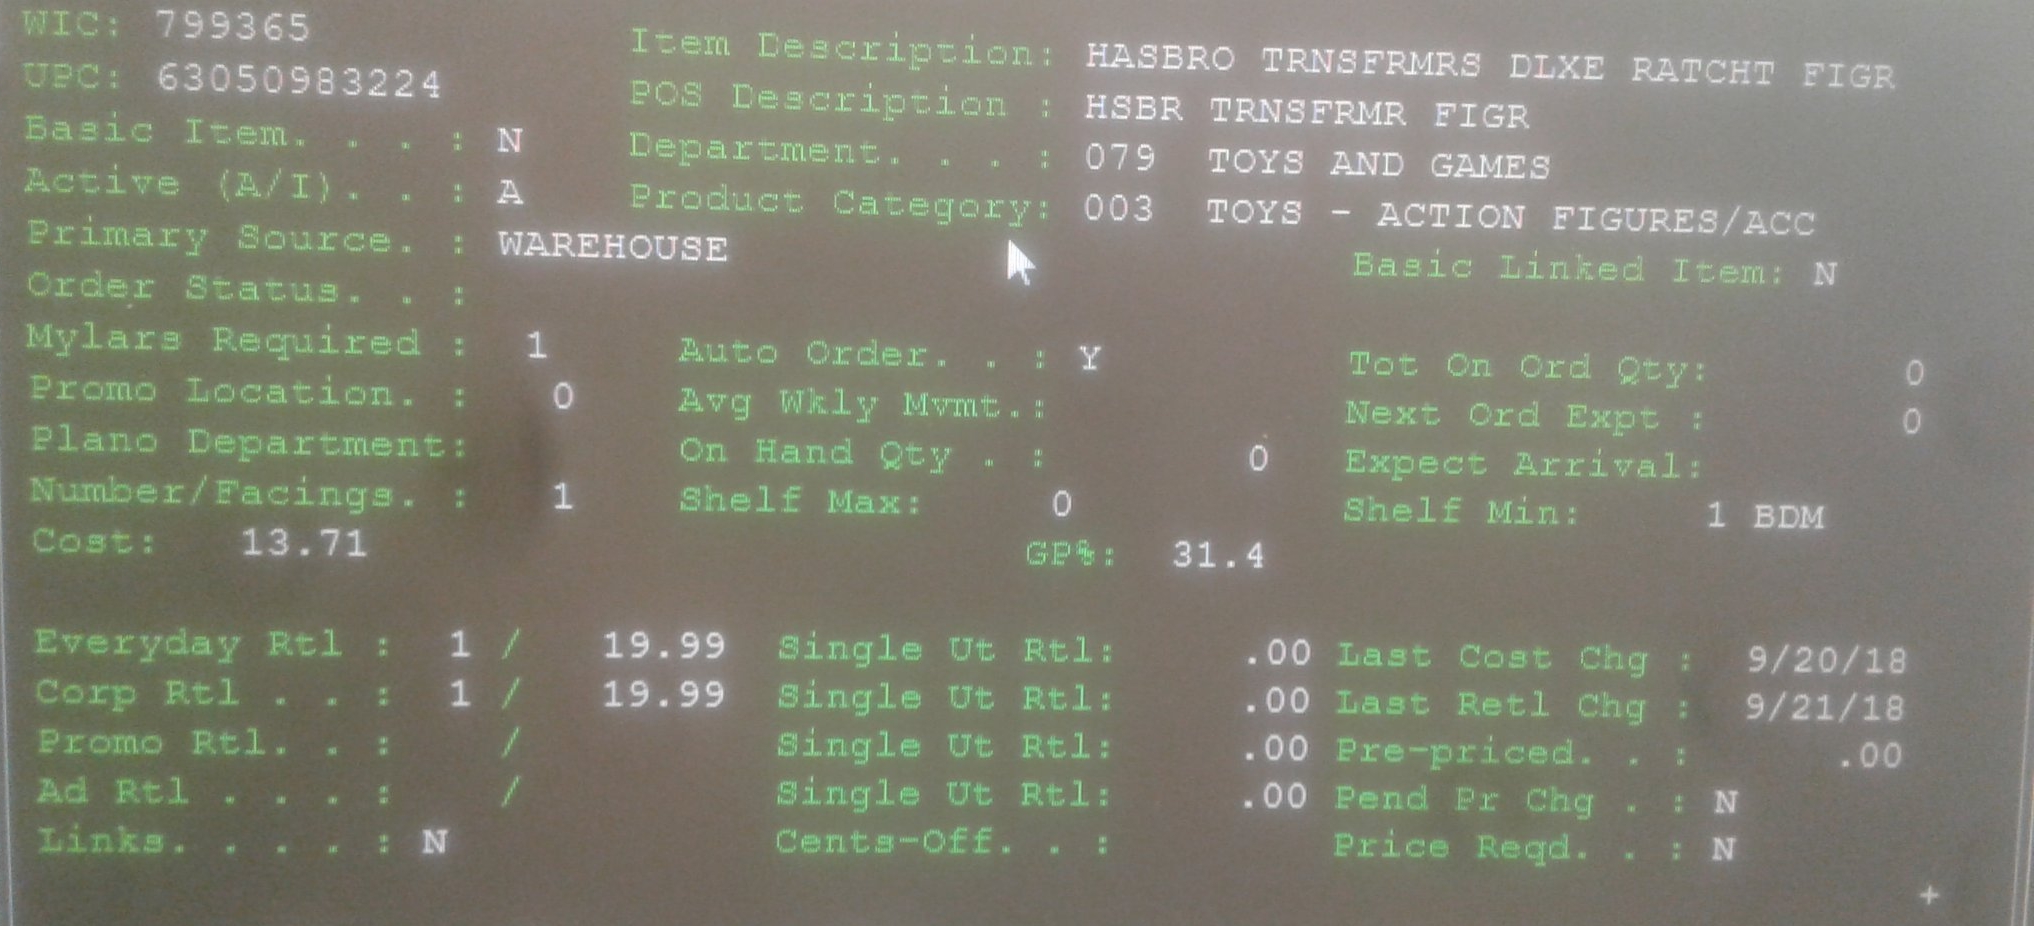 WIC: 799365 Item Description: HASBRO TRNSFRMRS DLXE RATCHT FIGR
UPC: 63050983224 POS Description : HSBR TRNSFRMR FIGR
Basic Item. . . : N Department. . . : 079 TOYS AND GAMES
Active (A/I). . : A Product Category: 003 TOYS - ACTION FIGURES/ACC
Primary Source. : WAREHOUSE Basic Linked Item: N
Order Status. . :
Mylars Required : 1 Auto Order. . : Y Tot On Ord Qty: 0
Promo Location. : 0 Avg Wkly Mvmt.: Next Ord Expt : 0
Plano Department: On Hand Qty . : 0 Expect Arrival:
Number/Facings. : 1 Shelf Max: 0 Shelf Min: 1 BDM
Cost: 13.71 GP%: 31.4
Everyday Rtl : 1 / 19.99 Single Ut Rtl: .00 Last Cost Chg : 9/20/18
Corp Rtl . . : 1 / 19.99 Single Ut Rtl: .00 Last Retl Chg : 9/21/18
Promo Rtl. . : / Single Ut Rtl: .00 Pre-priced. . : .00
Ad Rtl . . . : / Single Ut Rtl: .00 Pend Pr Chg . : N
Links. . . . : N Cents-Off. . : Price Reqd. . : N
+